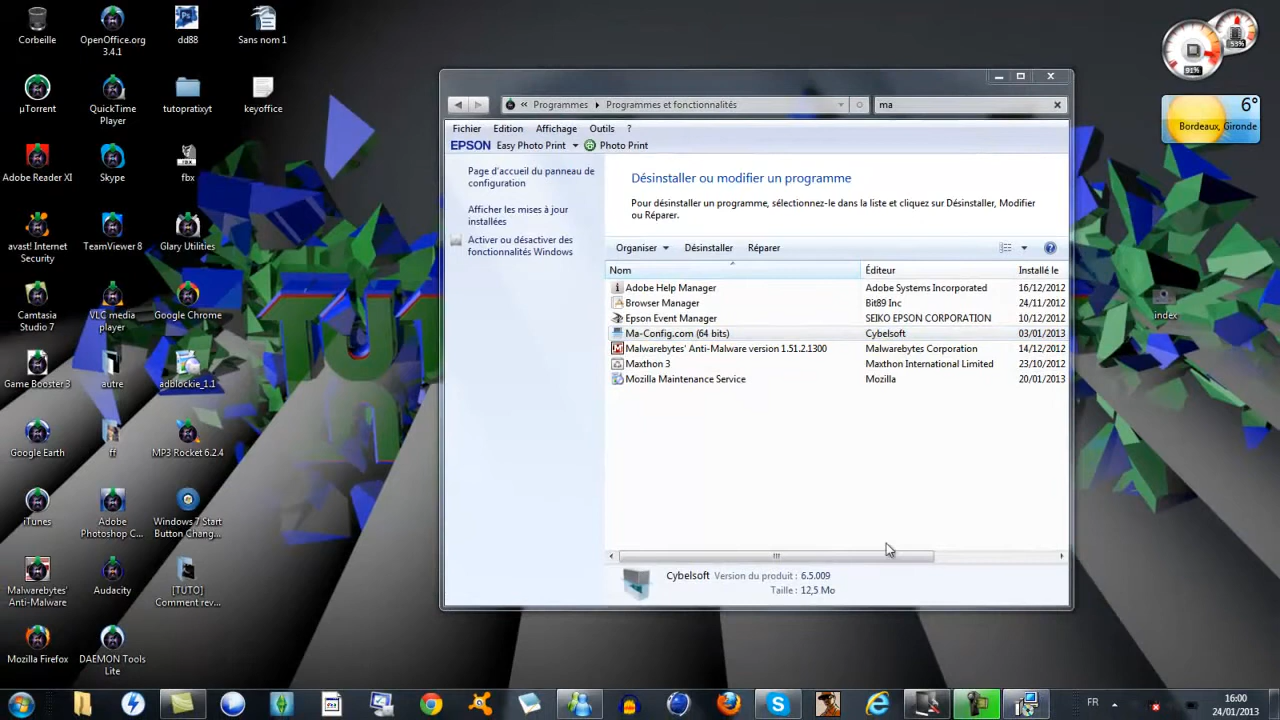 Corbeille
OpenOffice.org
3.4.1
dd88
Sans nom 1
µTorrent
QuickTime
Player
tutopratixyt
keyoffice
Adobe Reader XI
Skype
fbx
avast! Internet
Security
TeamViewer 8
Glary Utilities
Camtasia
Studio 7
VLC media
player
Google Chrome
Game Booster 3
autre
adblockie_1.1
Google Earth
ff
MP3 Rocket 6.2.4
iTunes
Adobe
Photoshop C...
Windows 7 Start
Button Chang...
Malwarebytes'
Anti-Malware
Audacity
[TUTO]
Comment rev...
Mozilla Firefox
DAEMON Tools
Lite
« Programmes Programmes et fonctionnalités
ma
Fichier Edition Affichage Outils ?
EPSON Easy Photo Print Photo Print
Page d'accueil du panneau de
configuration
Afficher les mises à jour
installées
Activer ou désactiver des
fonctionnalités Windows
Désinstaller ou modifier un programme
Pour désinstaller un programme, sélectionnez-le dans la liste et cliquez sur Désinstaller, Modifier
ou Réparer.
Organiser Désinstaller Réparer
Nom Éditeur Installé le
Adobe Help Manager Adobe Systems Incorporated 16/12/2012
Browser Manager Bit89 Inc 24/11/2012
Epson Event Manager SEIKO EPSON CORPORATION 10/12/2012
Ma-Config.com (64 bits) Cybelsoft 03/01/2013
Malwarebytes' Anti-Malware version 1.51.2.1300 Malwarebytes Corporation 14/12/2012
Maxthon 3 Maxthon International Limited 23/10/2012
Mozilla Maintenance Service Mozilla 20/01/2013
Cybelsoft Version du produit : 6.5.009
Taille : 12,5 Mo
91%
53%
6°
Bordeaux, Gironde
index
FR
16:00
24/01/2013